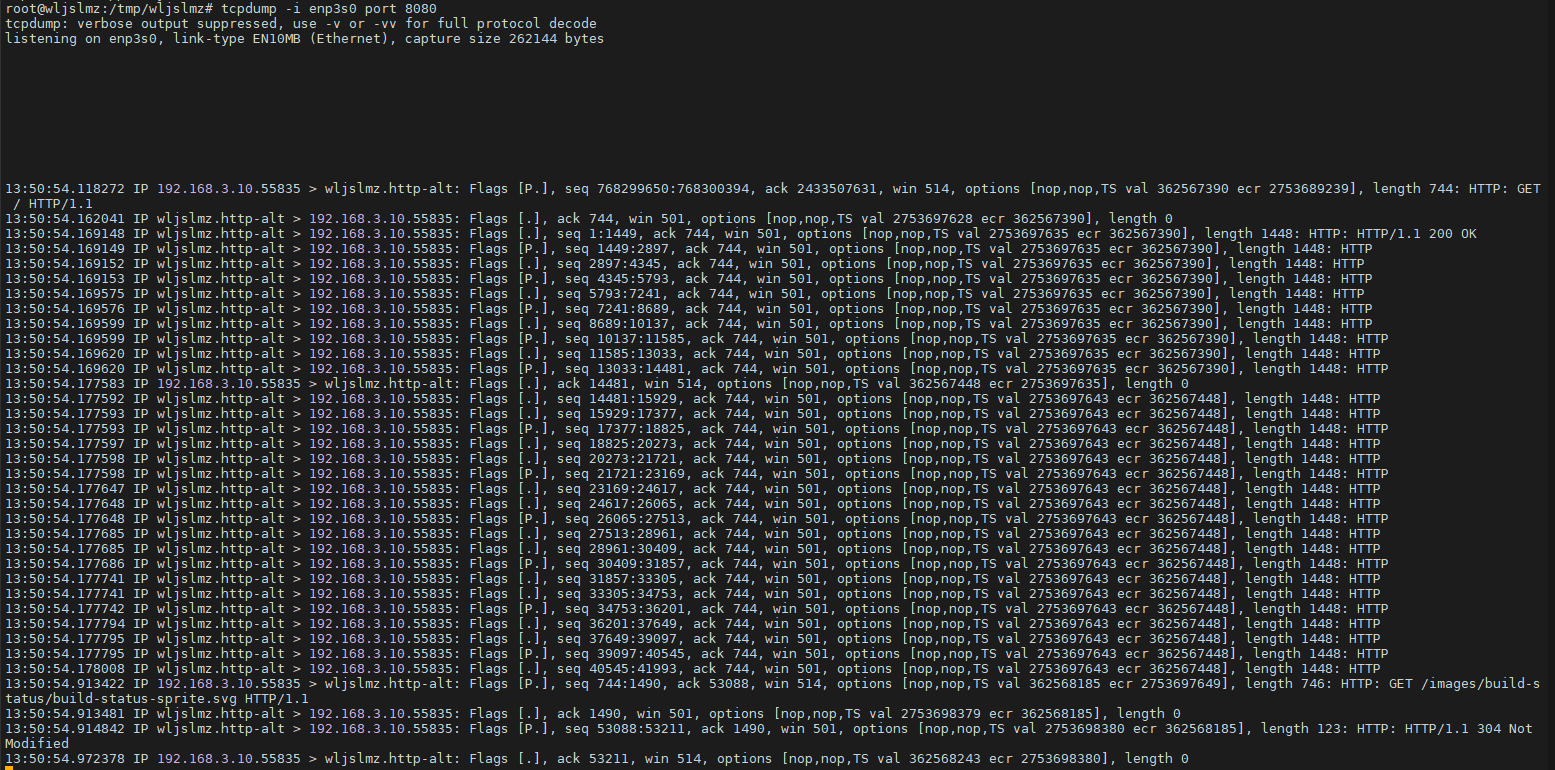 root@wljslmz:/tmp/wljslmz# tcpdump -i enp3s0 port 8080
tcpdump: verbose output suppressed, use -v or -vv for full protocol decode
listening on enp3s0, link-type EN10MB (Ethernet), capture size 262144 bytes
13:50:54.118272 IP 192.168.3.10.55835 > wljslmz.http-alt: Flags [P.], seq 768299650:768300394, ack 2433507631, win 514, options [nop,nop,TS val 362567390 ecr 2753689239], length 744: HTTP: GET
/ HTTP/1.1
13:50:54.162041 IP wljslmz.http-alt > 192.168.3.10.55835: Flags [.], ack 744, win 501, options [nop,nop,TS val 2753697628 ecr 362567390], length 0
13:50:54.169148 IP wljslmz.http-alt > 192.168.3.10.55835: Flags [.], seq 1:1449, ack 744, win 501, options [nop,nop,TS val 2753697635 ecr 362567390], length 1448: HTTP: HTTP/1.1 200 OK
13:50:54.169149 IP wljslmz.http-alt > 192.168.3.10.55835: Flags [P.], seq 1449:2897, ack 744, win 501, options [nop,nop,TS val 2753697635 ecr 362567390], length 1448: HTTP
13:50:54.169152 IP wljslmz.http-alt > 192.168.3.10.55835: Flags [.], seq 2897:4345, ack 744, win 501, options [nop,nop,TS val 2753697635 ecr 362567390], length 1448: HTTP
13:50:54.169153 IP wljslmz.http-alt > 192.168.3.10.55835: Flags [P.], seq 4345:5793, ack 744, win 501, options [nop,nop,TS val 2753697635 ecr 362567390], length 1448: HTTP
13:50:54.169575 IP wljslmz.http-alt > 192.168.3.10.55835: Flags [.], seq 5793:7241, ack 744, win 501, options [nop,nop,TS val 2753697635 ecr 362567390], length 1448: HTTP
13:50:54.169576 IP wljslmz.http-alt > 192.168.3.10.55835: Flags [P.], seq 7241:8689, ack 744, win 501, options [nop,nop,TS val 2753697635 ecr 362567390], length 1448: HTTP
13:50:54.169599 IP wljslmz.http-alt > 192.168.3.10.55835: Flags [.], seq 8689:10137, ack 744, win 501, options [nop,nop,TS val 2753697635 ecr 362567390], length 1448: HTTP
13:50:54.169599 IP wljslmz.http-alt > 192.168.3.10.55835: Flags [P.], seq 10137:11585, ack 744, win 501, options [nop,nop,TS val 2753697635 ecr 362567390], length 1448: HTTP
13:50:54.169620 IP wljslmz.http-alt > 192.168.3.10.55835: Flags [.], seq 11585:13033, ack 744, win 501, options [nop,nop,TS val 2753697635 ecr 362567390], length 1448: HTTP
13:50:54.169620 IP wljslmz.http-alt > 192.168.3.10.55835: Flags [P.], seq 13033:14481, ack 744, win 501, options [nop,nop,TS val 2753697635 ecr 362567390], length 1448: HTTP
13:50:54.177583 IP 192.168.3.10.55835 > wljslmz.http-alt: Flags [.], ack 14481, win 514, options [nop,nop,TS val 362567448 ecr 2753697635], length 0
13:50:54.177592 IP wljslmz.http-alt > 192.168.3.10.55835: Flags [.], seq 14481:15929, ack 744, win 501, options [nop,nop,TS val 2753697643 ecr 362567448], length 1448: HTTP
13:50:54.177593 IP wljslmz.http-alt > 192.168.3.10.55835: Flags [.], seq 15929:17377, ack 744, win 501, options [nop,nop,TS val 2753697643 ecr 362567448], length 1448: HTTP
13:50:54.177593 IP wljslmz.http-alt > 192.168.3.10.55835: Flags [P.], seq 17377:18825, ack 744, win 501, options [nop,nop,TS val 2753697643 ecr 362567448], length 1448: HTTP
13:50:54.177597 IP wljslmz.http-alt > 192.168.3.10.55835: Flags [.], seq 18825:20273, ack 744, win 501, options [nop,nop,TS val 2753697643 ecr 362567448], length 1448: HTTP
13:50:54.177598 IP wljslmz.http-alt > 192.168.3.10.55835: Flags [.], seq 20273:21721, ack 744, win 501, options [nop,nop,TS val 2753697643 ecr 362567448], length 1448: HTTP
13:50:54.177598 IP wljslmz.http-alt > 192.168.3.10.55835: Flags [P.], seq 21721:23169, ack 744, win 501, options [nop,nop,TS val 2753697643 ecr 362567448], length 1448: HTTP
13:50:54.177647 IP wljslmz.http-alt > 192.168.3.10.55835: Flags [.], seq 23169:24617, ack 744, win 501, options [nop,nop,TS val 2753697643 ecr 362567448], length 1448: HTTP
13:50:54.177648 IP wljslmz.http-alt > 192.168.3.10.55835: Flags [.], seq 24617:26065, ack 744, win 501, options [nop,nop,TS val 2753697643 ecr 362567448], length 1448: HTTP
13:50:54.177648 IP wljslmz.http-alt > 192.168.3.10.55835: Flags [P.], seq 26065:27513, ack 744, win 501, options [nop,nop,TS val 2753697643 ecr 362567448], length 1448: HTTP
13:50:54.177685 IP wljslmz.http-alt > 192.168.3.10.55835: Flags [.], seq 27513:28961, ack 744, win 501, options [nop,nop,TS val 2753697643 ecr 362567448], length 1448: HTTP
13:50:54.177685 IP wljslmz.http-alt > 192.168.3.10.55835: Flags [.], seq 28961:30409, ack 744, win 501, options [nop,nop,TS val 2753697643 ecr 362567448], length 1448: HTTP
13:50:54.177686 IP wljslmz.http-alt > 192.168.3.10.55835: Flags [P.], seq 30409:31857, ack 744, win 501, options [nop,nop,TS val 2753697643 ecr 362567448], length 1448: HTTP
13:50:54.177741 IP wljslmz.http-alt > 192.168.3.10.55835: Flags [.], seq 31857:33305, ack 744, win 501, options [nop,nop,TS val 2753697643 ecr 362567448], length 1448: HTTP
13:50:54.177741 IP wljslmz.http-alt > 192.168.3.10.55835: Flags [.], seq 33305:34753, ack 744, win 501, options [nop,nop,TS val 2753697643 ecr 362567448], length 1448: HTTP
13:50:54.177742 IP wljslmz.http-alt > 192.168.3.10.55835: Flags [P.], seq 34753:36201, ack 744, win 501, options [nop,nop,TS val 2753697643 ecr 362567448], length 1448: HTTP
13:50:54.177794 IP wljslmz.http-alt > 192.168.3.10.55835: Flags [.], seq 36201:37649, ack 744, win 501, options [nop,nop,TS val 2753697643 ecr 362567448], length 1448: HTTP
13:50:54.177795 IP wljslmz.http-alt > 192.168.3.10.55835: Flags [.], seq 37649:39097, ack 744, win 501, options [nop,nop,TS val 2753697643 ecr 362567448], length 1448: HTTP
13:50:54.177795 IP wljslmz.http-alt > 192.168.3.10.55835: Flags [P.], seq 39097:40545, ack 744, win 501, options [nop,nop,TS val 2753697643 ecr 362567448], length 1448: HTTP
13:50:54.178008 IP wljslmz.http-alt > 192.168.3.10.55835: Flags [.], seq 40545:41993, ack 744, win 501, options [nop,nop,TS val 2753697643 ecr 362567448], length 1448: HTTP
13:50:54.913422 IP 192.168.3.10.55835 > wljslmz.http-alt: Flags [P.], seq 744:1490, ack 53088, win 514, options [nop,nop,TS val 362568185 ecr 2753697649], length 746: HTTP: GET /images/build-s
tatus/build-status-sprite.svg HTTP/1.1
13:50:54.913481 IP wljslmz.http-alt > 192.168.3.10.55835: Flags [.], ack 1490, win 501, options [nop,nop,TS val 2753698379 ecr 362568185], length 0
13:50:54.914842 IP wljslmz.http-alt > 192.168.3.10.55835: Flags [P.], seq 53088:53211, ack 1490, win 501, options [nop,nop,TS val 2753698380 ecr 362568185], length 123: HTTP: HTTP/1.1 304 Not
Modified
13:50:54.972378 IP 192.168.3.10.55835 > wljslmz.http-alt: Flags [.], ack 53211, win 514, options [nop,nop,TS val 362568243 ecr 2753698380], length 0